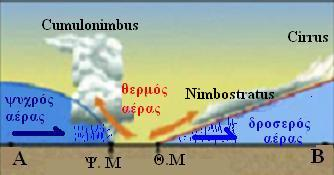 Cumulonimbus
Cirrus
θερμός
αέρας
Nimbostratus
ψυχρός
αέρας
δροσερός
αέρας
A
Ψ. Μ
Θ.Μ
B